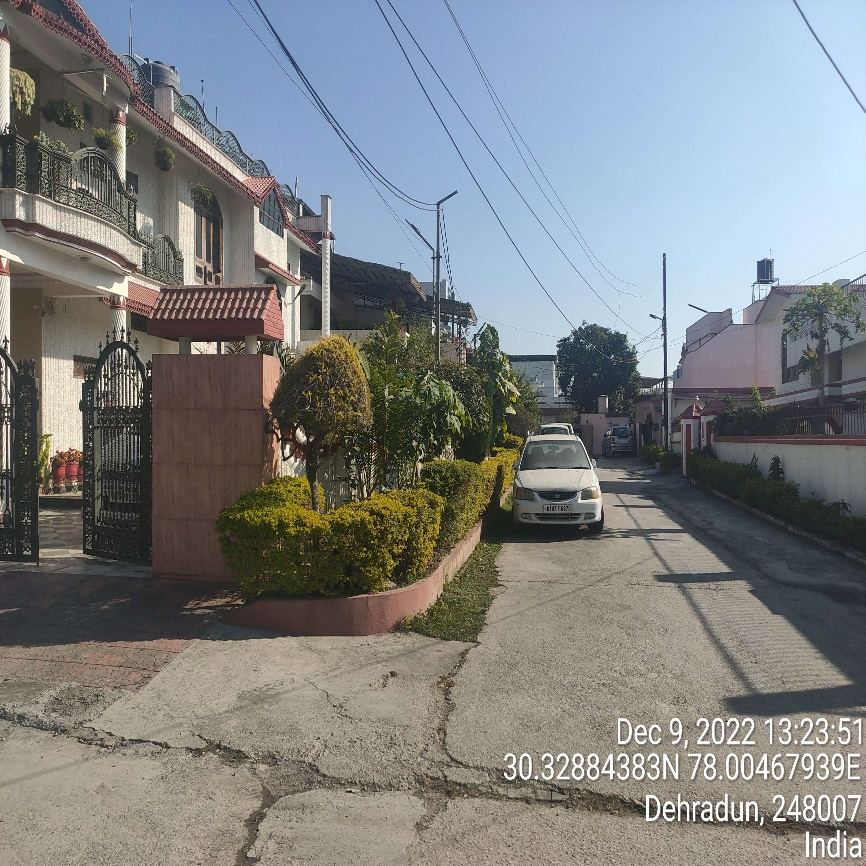 Dec 9, 2022 13:23:51
30.32884383N 78.00467939E
Dehradun, 248007
India